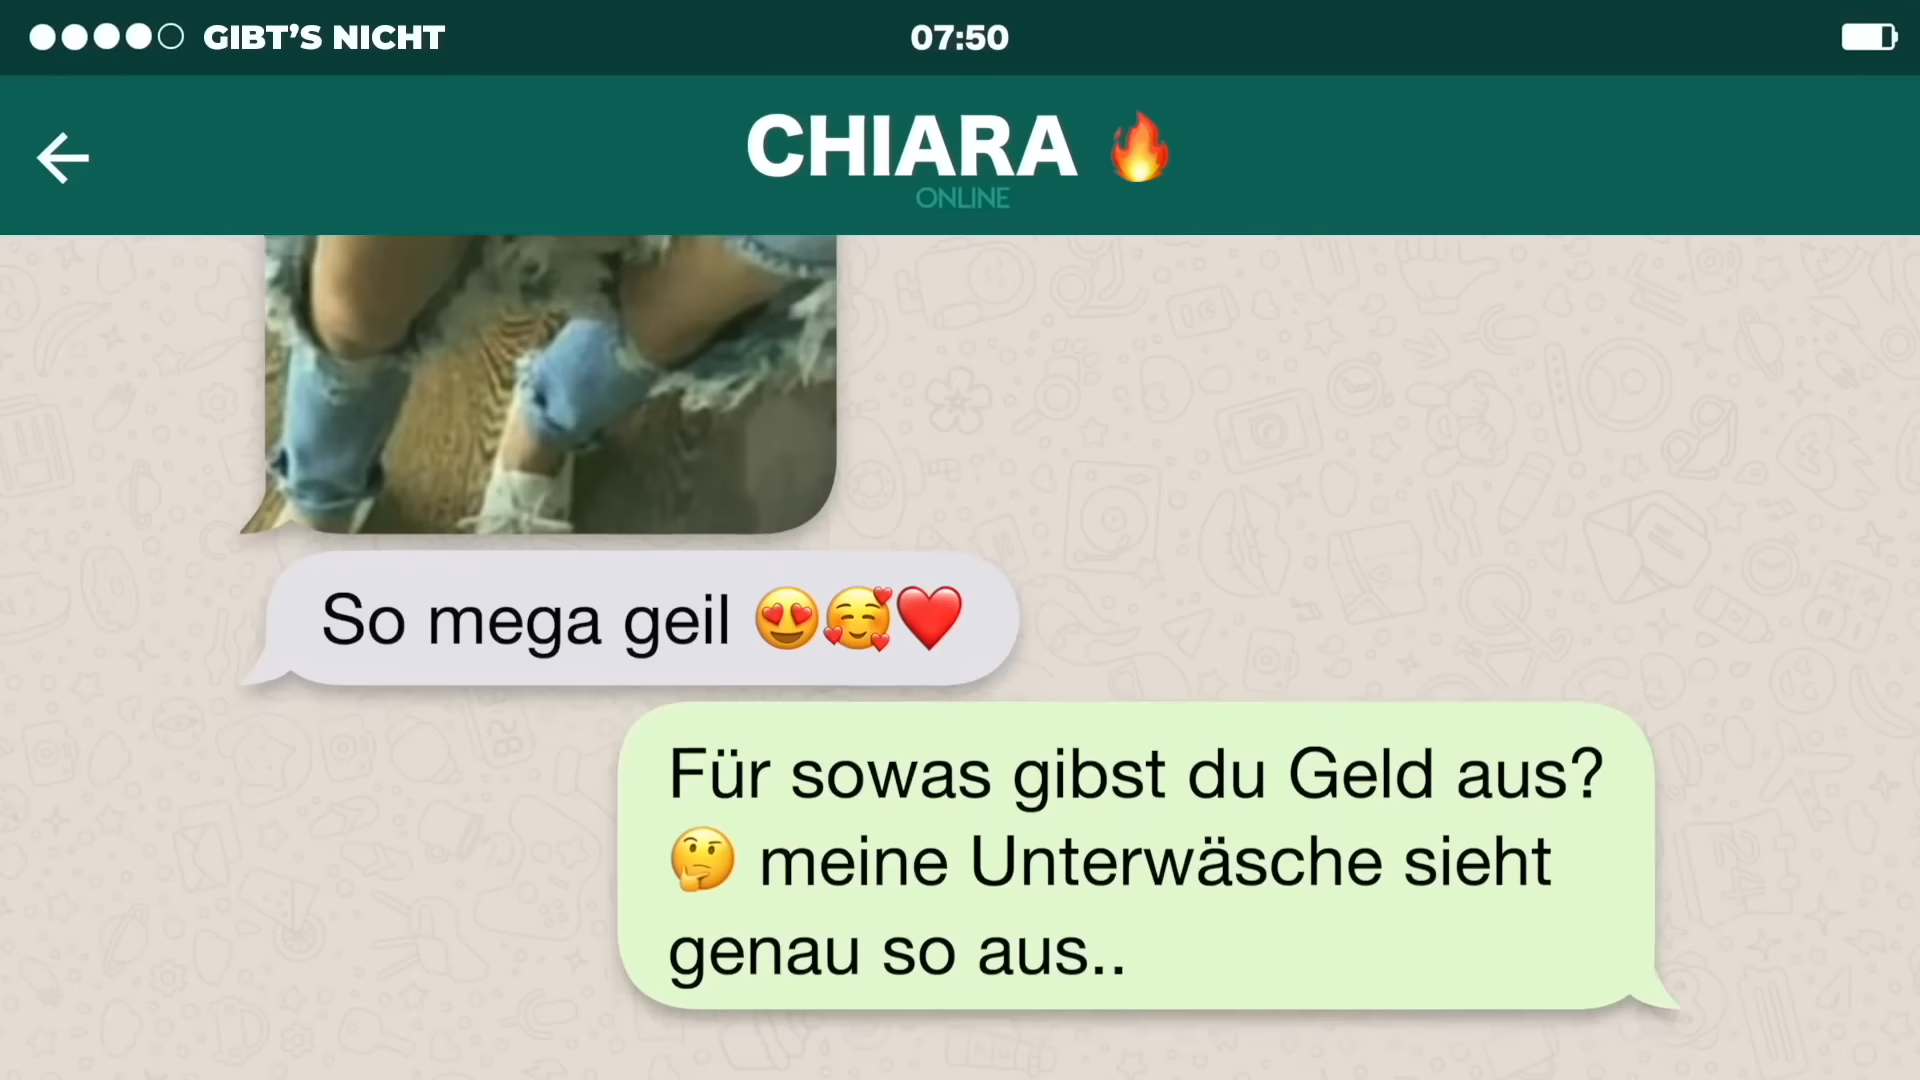 GIBT’S NICHT
07:50
CHIARA 🔥
ONLINE
So mega geil 😍🥰❤️
Für sowas gibst du Geld aus?
🤔 meine Unterwäsche sieht
genau so aus..